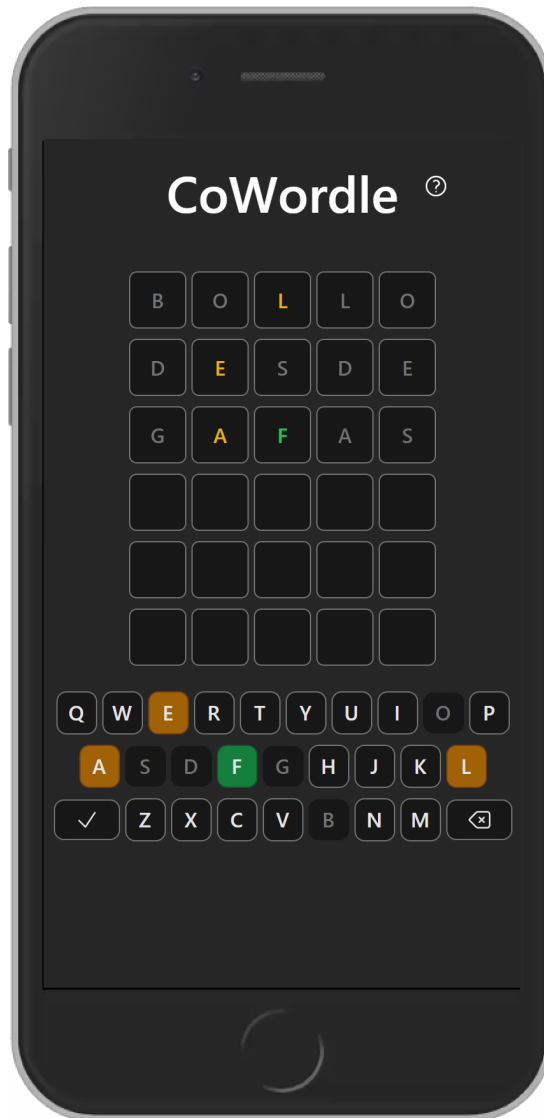 CoWordle ?
B O L L O
D E S D E
G A F A S
Q W E R T Y U I O P
A S D F G H J K L
Z X C V B N M